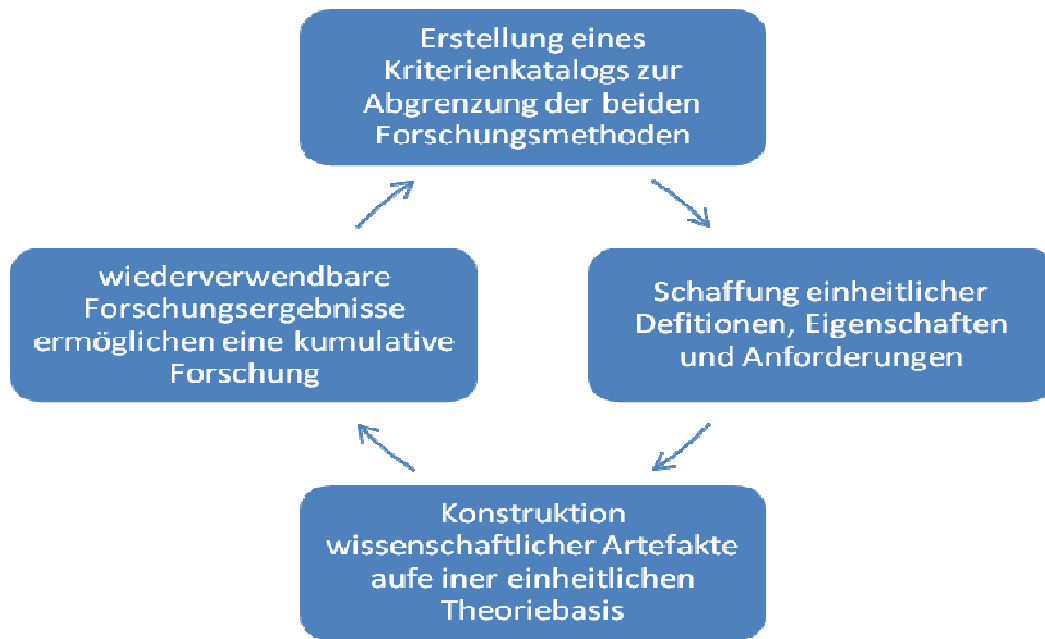 Erstellung eines
Kriterienkatalogs zur
Abgrenzung der beiden
Forschungsmethoden
Schaffung einheitlicher
Defitionen, Eigenschaften
und Anforderungen
Konstruktion
wissenschaftlicher Artefakte
aufe iner einheitlichen
Theoriebasis
wiederverwendbare
Forschungsergebnisse
ermöglichen eine kumulative
Forschung